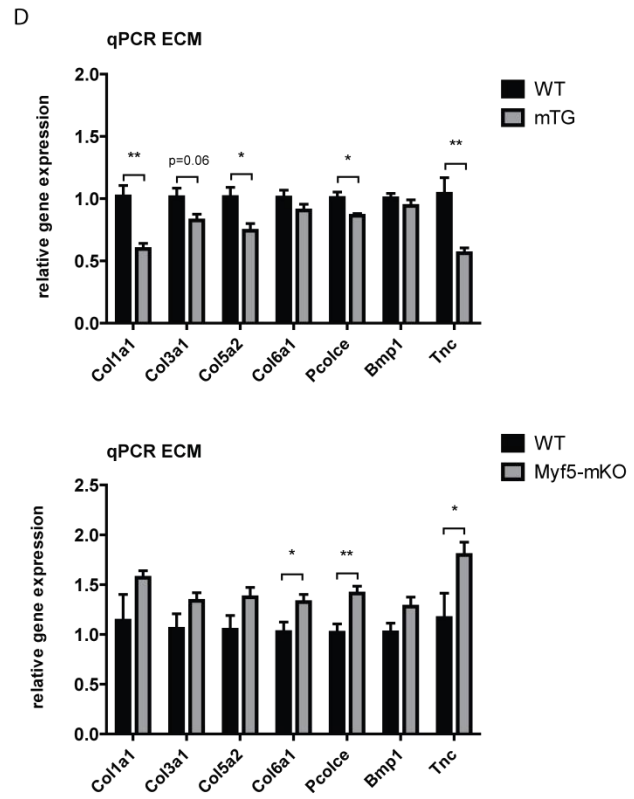 D
qPCR ECM
WT
mTG
relative gene expression
2.0
1.5
1.0
0.5
0.0
** p=0.06 * * **
Col1a1 Col3a1 Col5a2 Col6a1 Pcolce Bmp1 Tnc
qPCR ECM
WT
Myf5-mKO
relative gene expression
2.5
2.0
1.5
1.0
0.5
0.0
* ** *
Col1a1 Col3a1 Col5a2 Col6a1 Pcolce Bmp1 Tnc